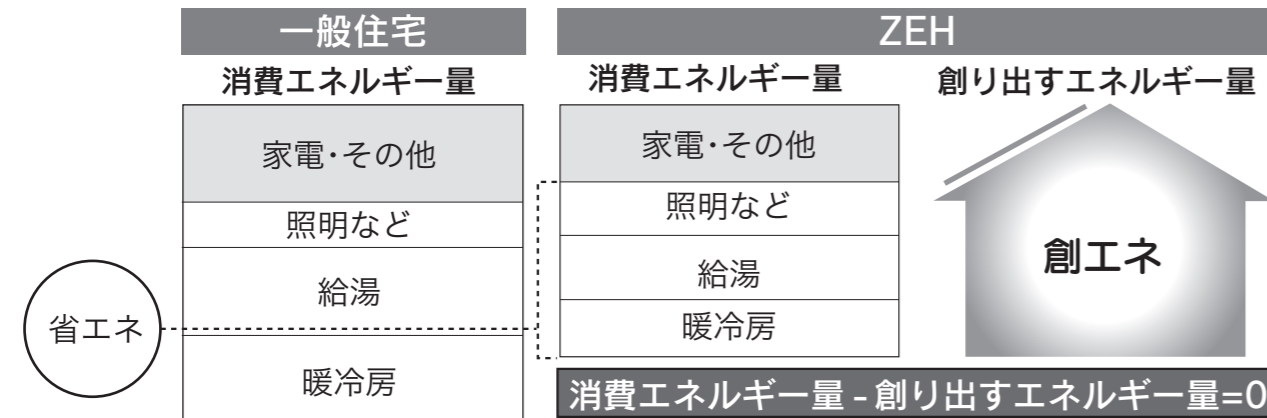 一般住宅
消費エネルギー量
家電・その他
照明など
給湯
暖冷房
省エネ
ZEH
消費エネルギー量
家電・その他
照明など
給湯
暖冷房
創り出すエネルギー量
創エネ
消費エネルギー量-創り出すエネルギー量=0